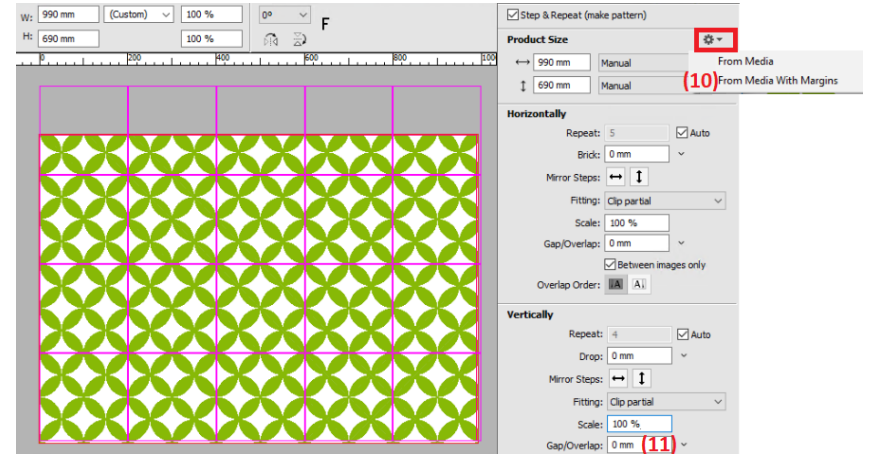 W: 990 mm (Custom) 100 % 0°
H: 690 mm 100 % F
0 200 400 600 800 1000
Step & Repeat (make pattern)
Product Size
990 mm Manual
From Media
690 mm Manual
(10) From Media With Margins
Horizontally
Repeat: 5 Auto
Brick: 0 mm
Mirror Steps:
Fitting: Clip partial
Scale: 100 %
Gap/Overlap: 0 mm
Between images only
Overlap Order: A A
Vertically
Repeat: 4 Auto
Drop: 0 mm
Mirror Steps:
Fitting: Clip partial
Scale: 100 %
Gap/Overlap: 0 mm (11)